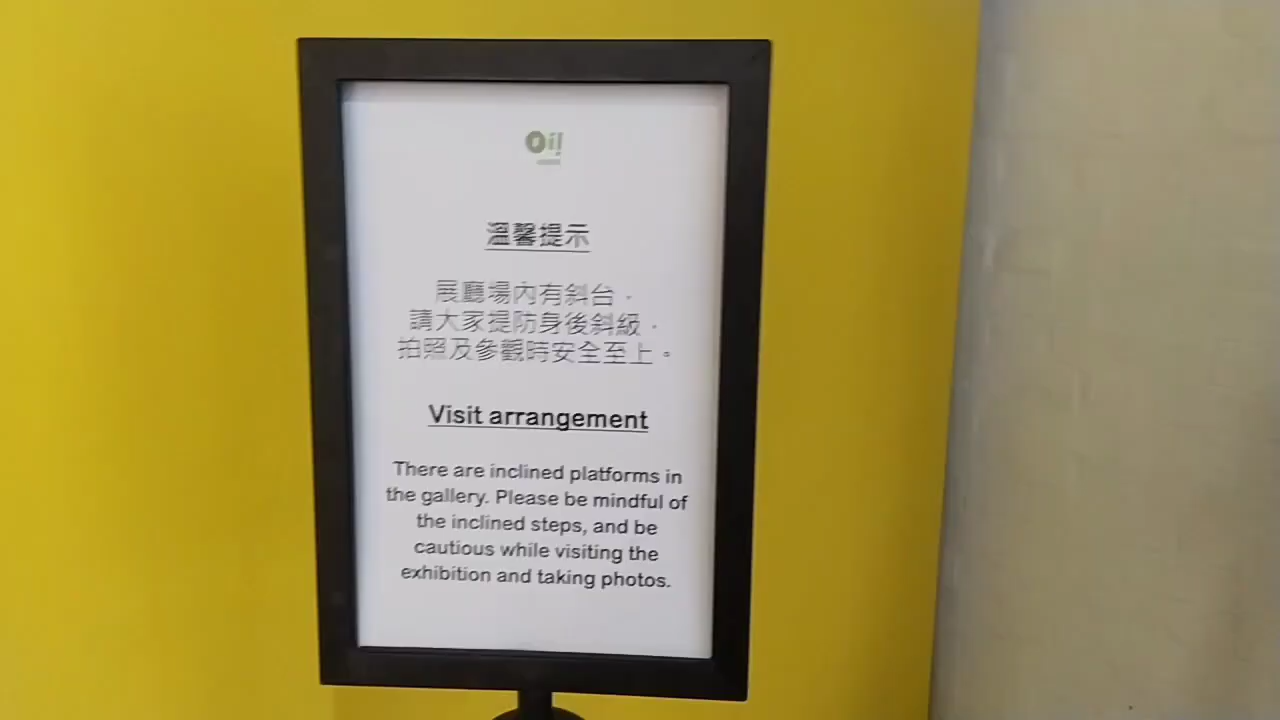 Oi!
溫馨提示
展廳場內有斜台，
請大家提防身後斜級，
拍照及參觀時安全至上。
Visit arrangement
There are inclined platforms in
the gallery. Please be mindful of
the inclined steps, and be
cautious while visiting the
exhibition and taking photos.